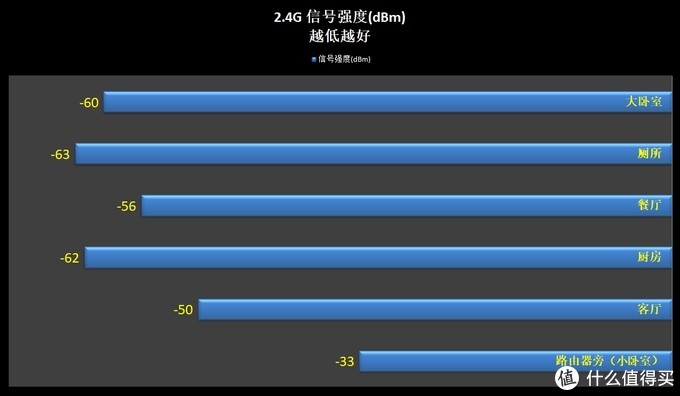 2.4G 信号强度(dBm)
越低越好
信号强度(dBm)
-60 大卧室
-63 厕所
-56 餐厅
-62 厨房
-50 客厅
-33 路由器旁（小卧室）
值 什么值得买